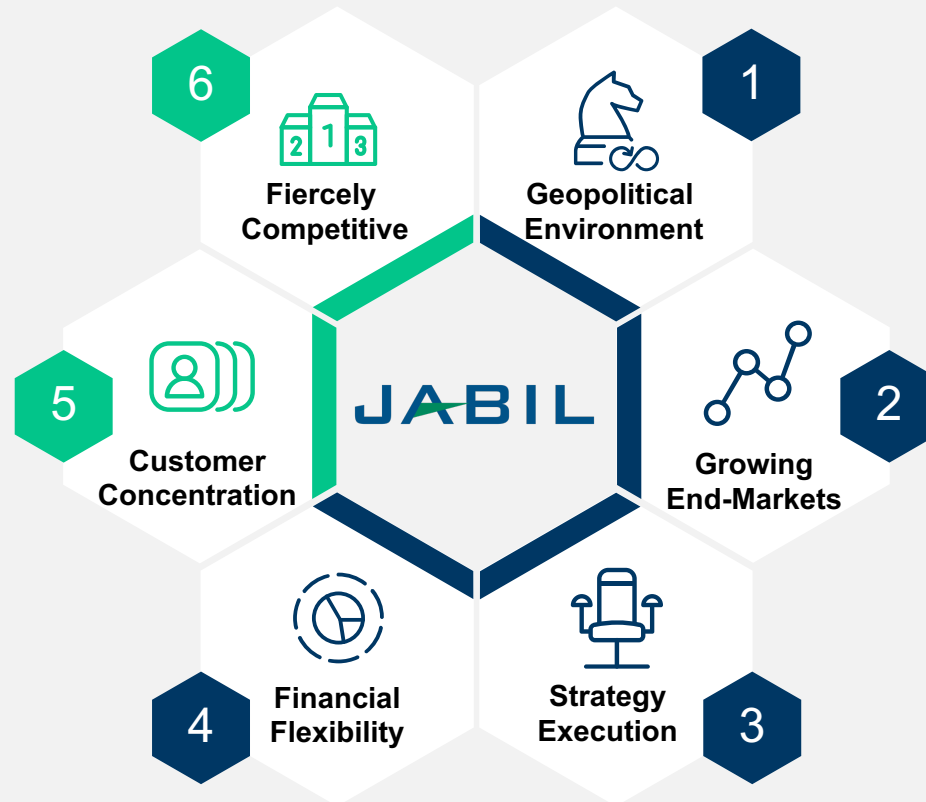 1
Geopolitical
Environment
2
Growing
End-Markets
3
Strategy
Execution
4
Financial
Flexibility
5
Customer
Concentration
6
2 1 3
Fiercely
Competitive
JABIL